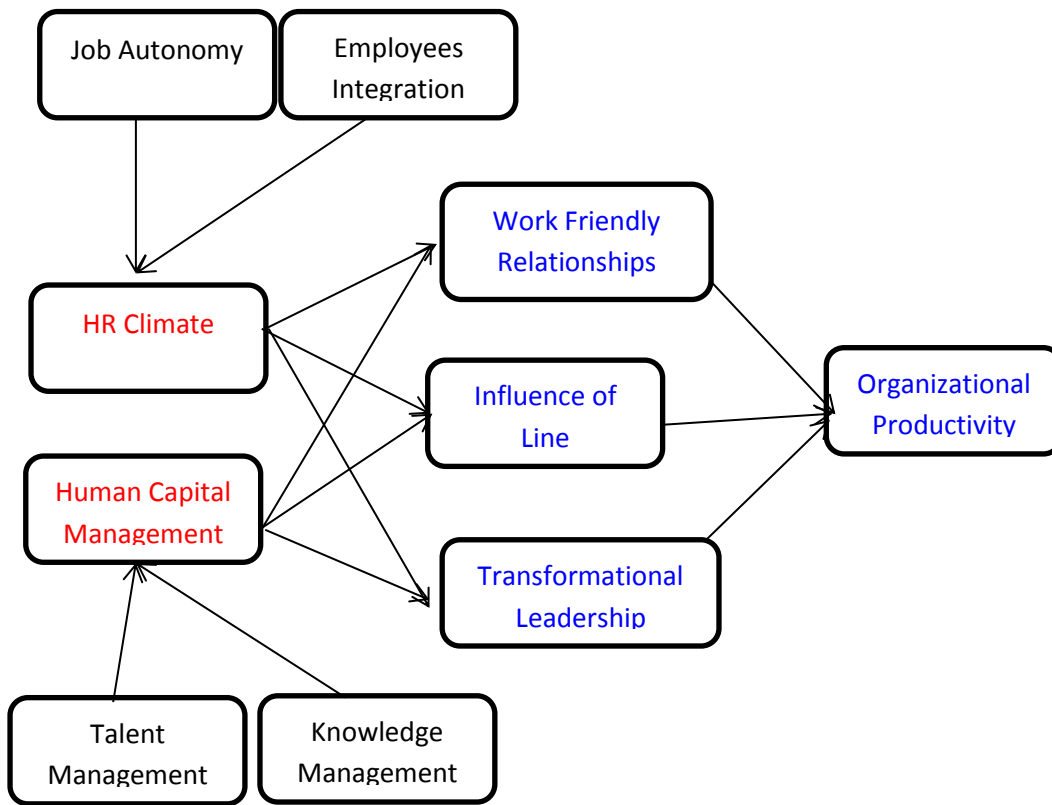 Job Autonomy
Employees
Integration
Work Friendly
Relationships
HR Climate
Influence of
Line
Organizational
Productivity
Human Capital
Management
Transformational
Leadership
Talent
Management
Knowledge
Management